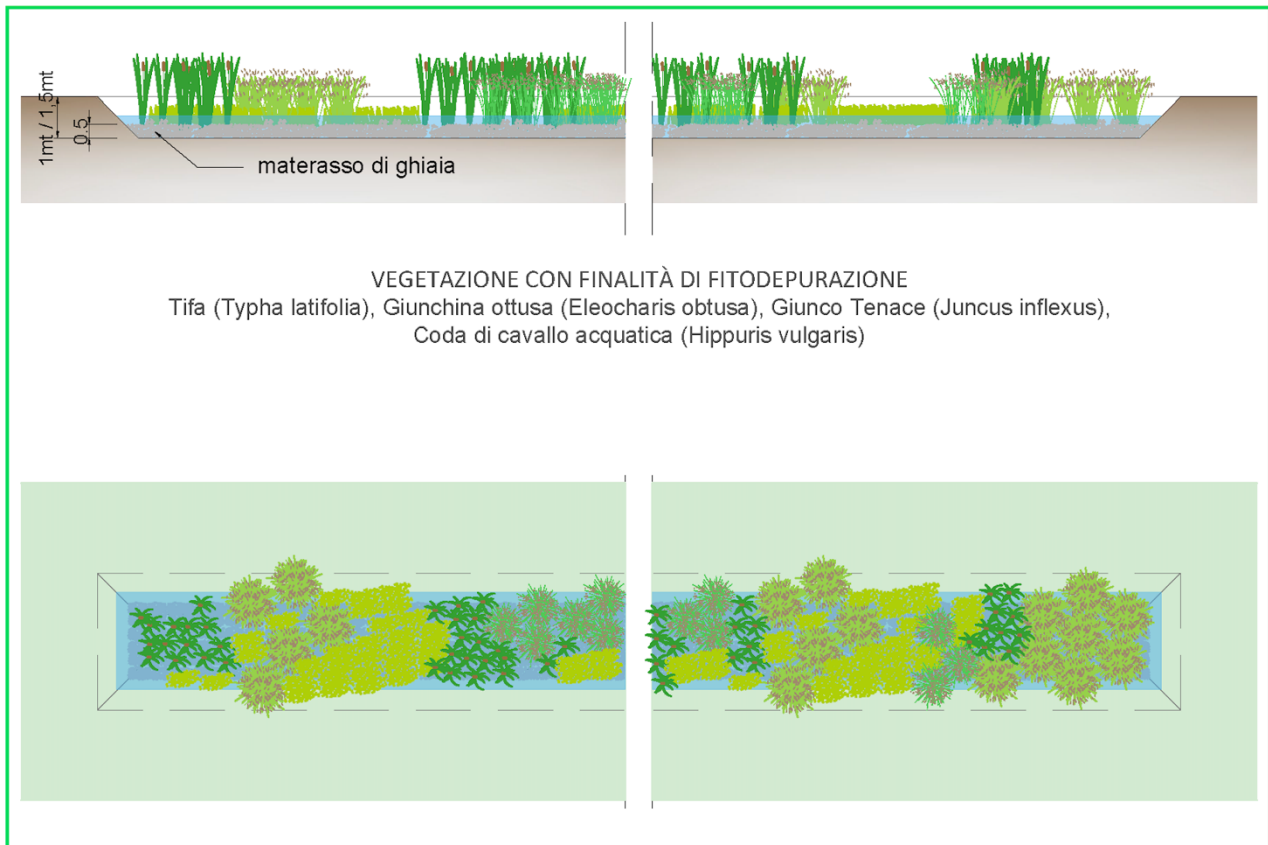 1mt / 1,5mt
0.5
materasso di ghiaia
VEGETAZIONE CON FINALITÀ DI FITODEPURAZIONE
Tifa (Typha latifolia), Giunchina ottusa (Eleocharis obtusa), Giunco Tenace (Juncus inflexus),
Coda di cavallo acquatica (Hippuris vulgaris)